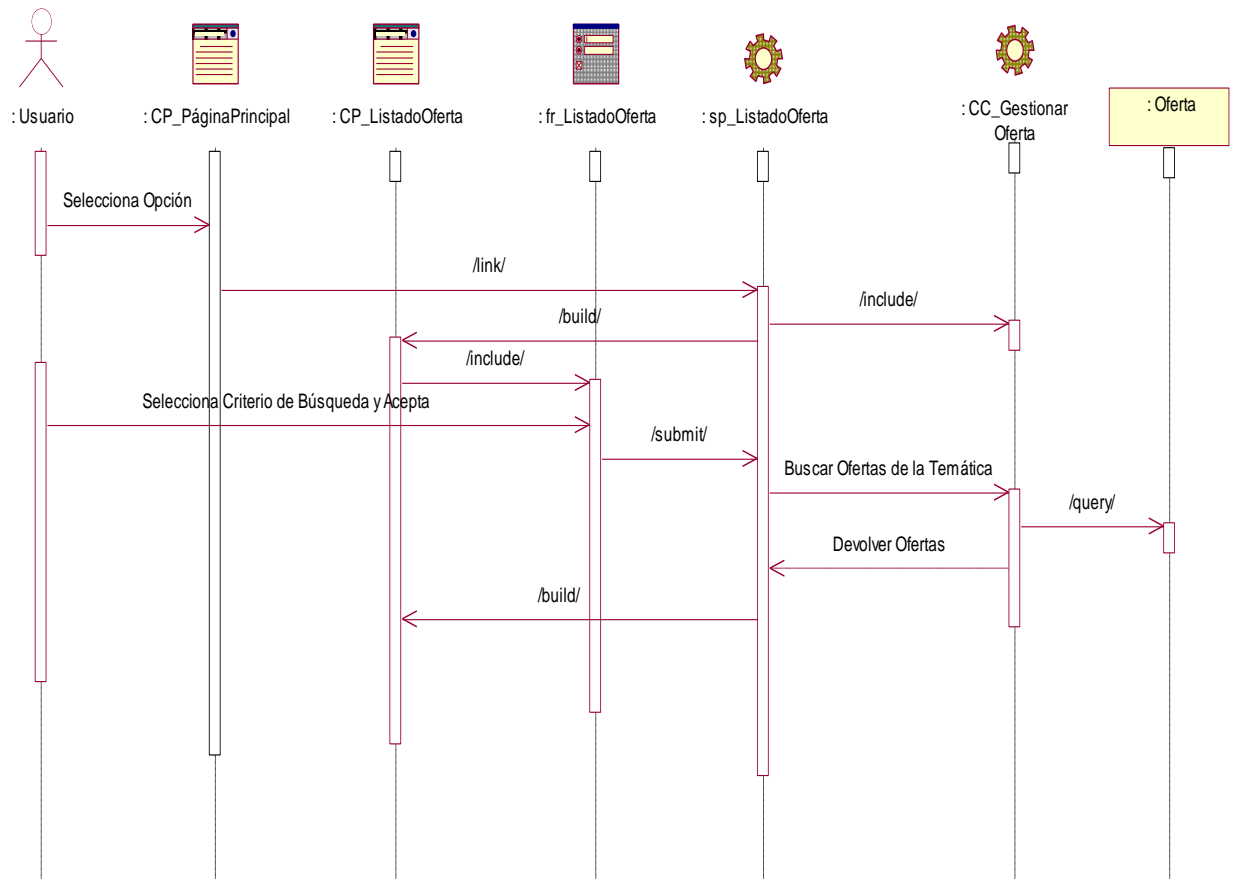 : Usuario
: CP_PáginaPrincipal
: CP_ListadoOferta
: fr_ListadoOferta
: sp_ListadoOferta
: CC_Gestionar
Oferta
: Oferta
Selecciona Opción
/link/
/include/
/build/
/include/
Selecciona Criterio de Búsqueda y Acepta
/submit/
Buscar Ofertas de la Temática
/query/
Devolver Ofertas
/build/